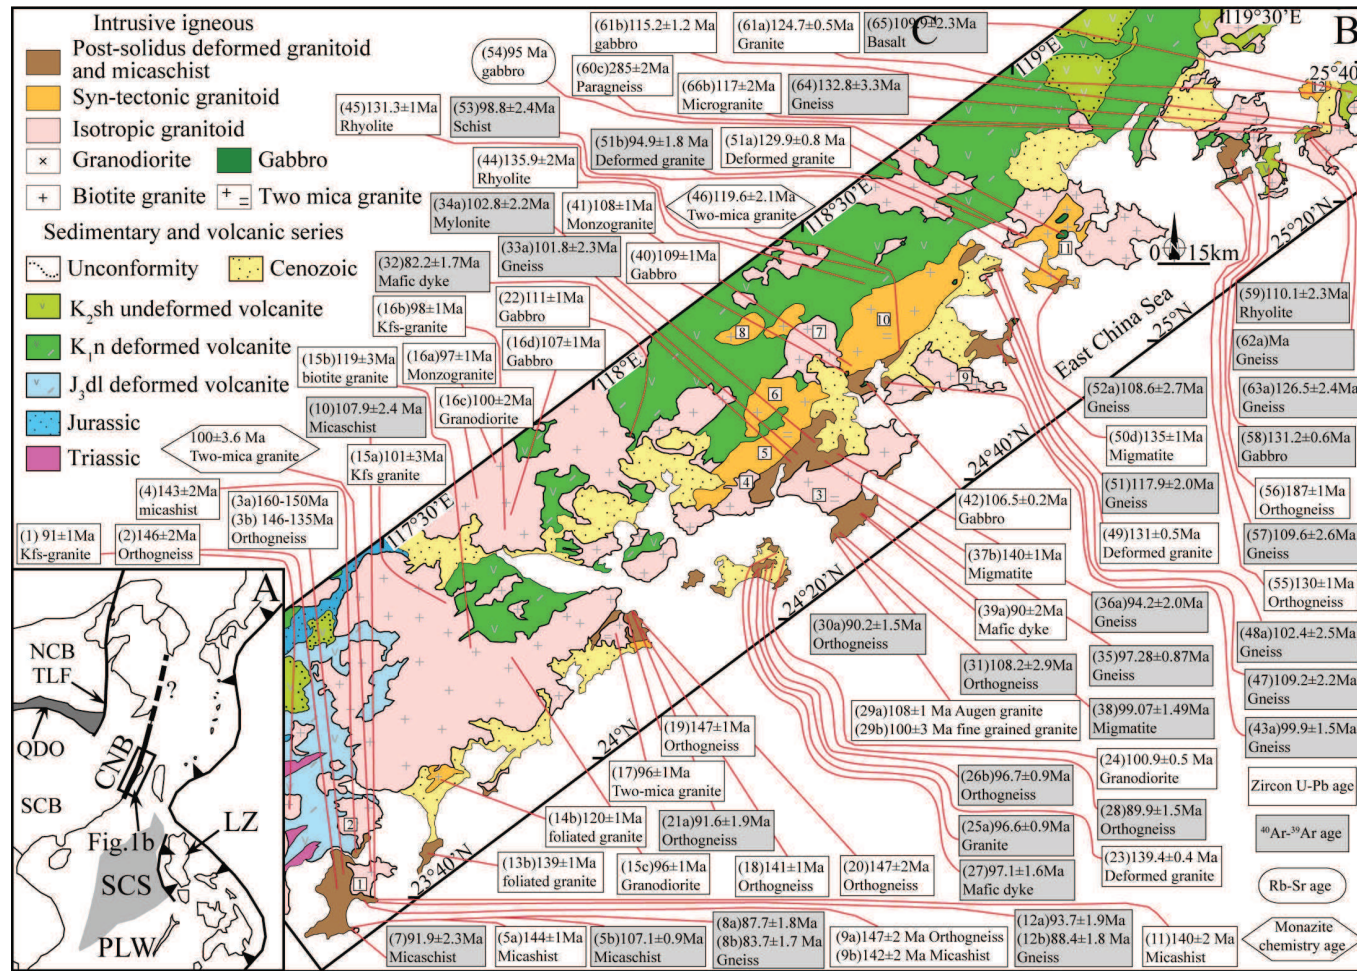 Intrusive igneous
Post-solidus deformed granitoid
and micaschist
Syn-tectonic granitoid
Isotropic granitoid
Granodiorite
Gabbro
Biotite granite
Two mica granite
Sedimentary and volcanic series
Unconformity
Cenozoic
K₂sh undeformed volcanite
K₁n deformed volcanite
J₃dl deformed volcanite
Jurassic
Triassic
(61b)115.2±1.2 Ma
gabbro
(61a)124.7±0.5Ma
Granite
(65)109.9±2.3Ma
Basalt
C
B
(54)95 Ma
gabbro
(60c)285±2Ma
Paragneiss
(66b)117±2Ma
Microgranite
(64)132.8±3.3Ma
Gneiss
(45)131.3±1Ma
Rhyolite
(53)98.8±2.4Ma
Schist
(51b)94.9±1.8 Ma
Deformed granite
(51a)129.9±0.8 Ma
Deformed granite
(44)135.9±2Ma
Rhyolite
(34a)102.8±2.2Ma
Mylonite
(41)108±1Ma
Monzogranite
(46)119.6±2.1Ma
Two-mica granite
(33a)101.8±2.3Ma
Gneiss
(40)109±1Ma
Gabbro
(32)82.2±1.7Ma
Mafic dyke
(22)111±1Ma
Gabbro
(16b)98±1Ma
Kfs-granite
(16d)107±1Ma
Gabbro
(15b)119±3Ma
biotite granite
(16a)97±1Ma
Monzogranite
(16c)100±2Ma
Granodiorite
(10)107.9±2.4 Ma
Micaschist
100±3.6 Ma
Two-mica granite
(15a)101±3Ma
Kfs granite
(4)143±2Ma
micashist
(3a)160-150Ma
(3b) 146-135Ma
Orthogneiss
(1) 91±1Ma
Kfs-granite
(2)146±2Ma
Orthogneiss
117°30'E
118°E
118°30'E
119°E
119°30'E
25°40
25°20'N
25°N
24°40'N
24°20'N
24°N
23°40'N
0
N
15km
East China Sea
1
2
3
4
5
6
7
8
9
10
11
12
(59)110.1±2.3Ma
Rhyolite
(62a)Ma
Gneiss
(63a)126.5±2.4Ma
Gneiss
(58)131.2±0.6Ma
Gabbro
(56)187±1Ma
Orthogneiss
(57)109.6±2.6Ma
Gneiss
(55)130±1Ma
Orthogneiss
(52a)108.6±2.7Ma
Gneiss
(50d)135±1Ma
Migmatite
(51)117.9±2.0Ma
Gneiss
(49)131±0.5Ma
Deformed granite
(48a)102.4±2.5Ma
Gneiss
(47)109.2±2.2Ma
Gneiss
(43a)99.9±1.5Ma
Gneiss
(42)106.5±0.2Ma
Gabbro
(37b)140±1Ma
Migmatite
(39a)90±2Ma
Mafic dyke
(36a)94.2±2.0Ma
Gneiss
(35)97.28±0.87Ma
Gneiss
(38)99.07±1.49Ma
Migmatite
(30a)90.2±1.5Ma
Orthogneiss
(31)108.2±2.9Ma
Orthogneiss
(29a)108±1 Ma Augen granite
(29b)100±3 Ma fine grained granite
(24)100.9±0.5 Ma
Granodiorite
(26b)96.7±0.9Ma
Orthogneiss
(28)89.9±1.5Ma
Orthogneiss
(25a)96.6±0.9Ma
Granite
(23)139.4±0.4 Ma
Deformed granite
(27)97.1±1.6Ma
Mafic dyke
(19)147±1Ma
Orthogneiss
(17)96±1Ma
Two-mica granite
(21a)91.6±1.9Ma
Orthogneiss
(14b)120±1Ma
foliated granite
(13b)139±1Ma
foliated granite
(15c)96±1Ma
Granodiorite
(18)141±1Ma
Orthogneiss
(20)147±2Ma
Orthogneiss
(7)91.9±2.3Ma
Micaschist
(5a)144±1Ma
Micaschist
(5b)107.1±0.9Ma
Micaschist
(8a)87.7±1.8Ma
(8b)83.7±1.7 Ma
Gneiss
(9a)147±2 Ma Orthogneiss
(9b)142±2 Ma Micashist
(12a)93.7±1.9Ma
(12b)88.4±1.8 Ma
Gneiss
(11)140±2 Ma
Micashist
Zircon U-Pb age
⁴⁰Ar-³⁹Ar age
Rb-Sr age
Monazite
chemistry age
A
NCB
TLF
?
QDO
CNB
SCB
Fig.1b
LZ
SCS
PLW